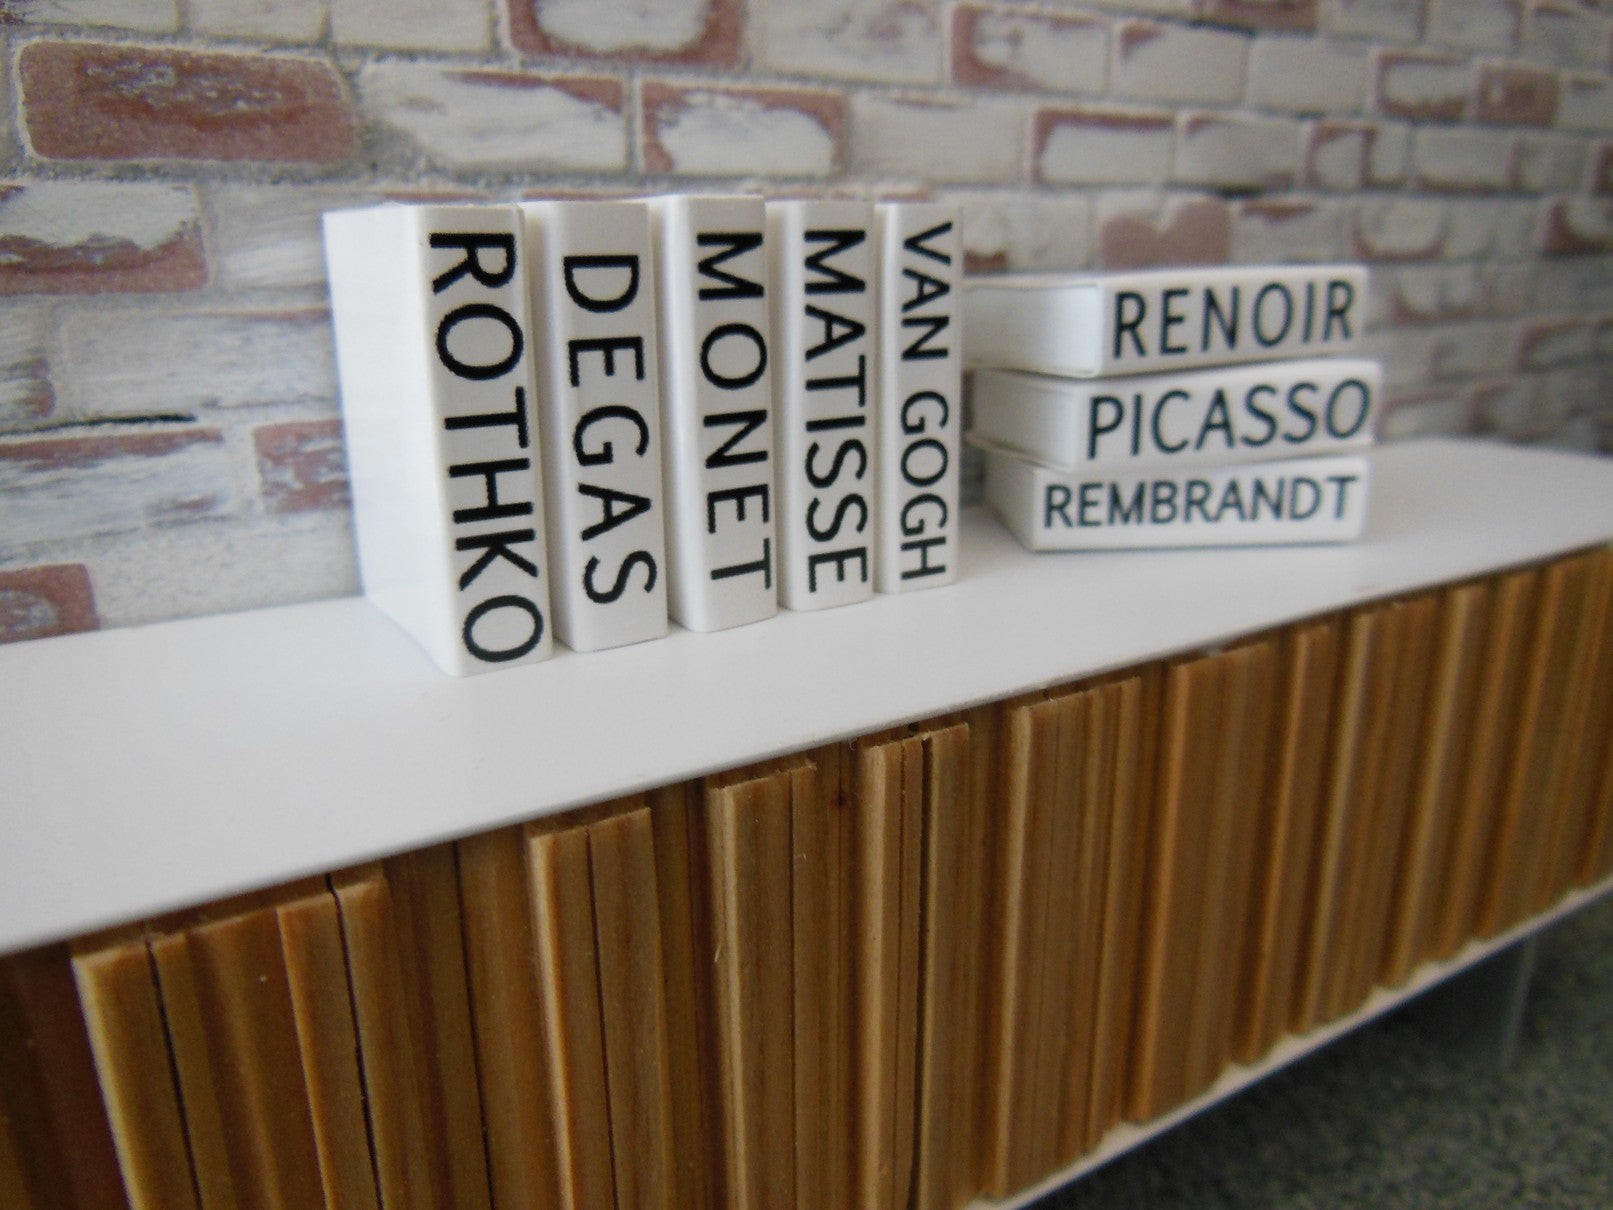 ROTHKO
DEGAS
MONET
MATISSE
VAN GOGH
RENOIR
PICASSO
REMBRANDT